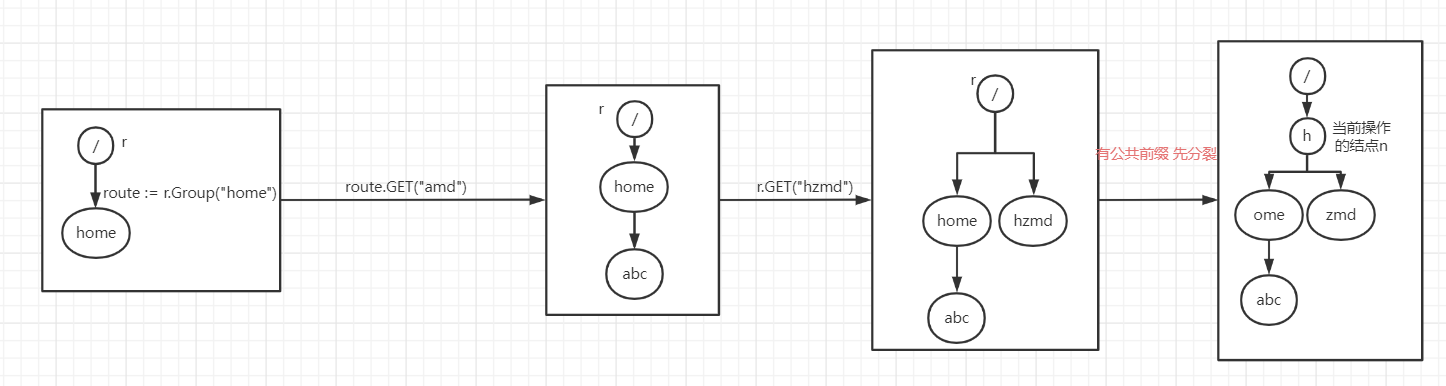 /
r
route := r.Group("home")
home
route.GET("amd")
r
/
home
abc
r.GET("hzmd")
r
/
home
hzmd
abc
有公共前缀 先分裂
/
h
当前操作
的结点n
ome
zmd
abc